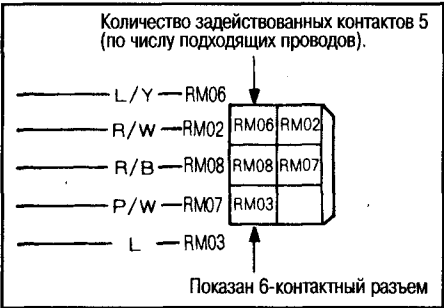 Количество задействованных контактов 5
(по числу подходящих проводов).
L/Y — RM06
R/W — RM02
R/B — RM08
P/W — RM07
L — RM03
RM06 RM02
RM08 RM07
RM03
Показан 6-контактный разъем